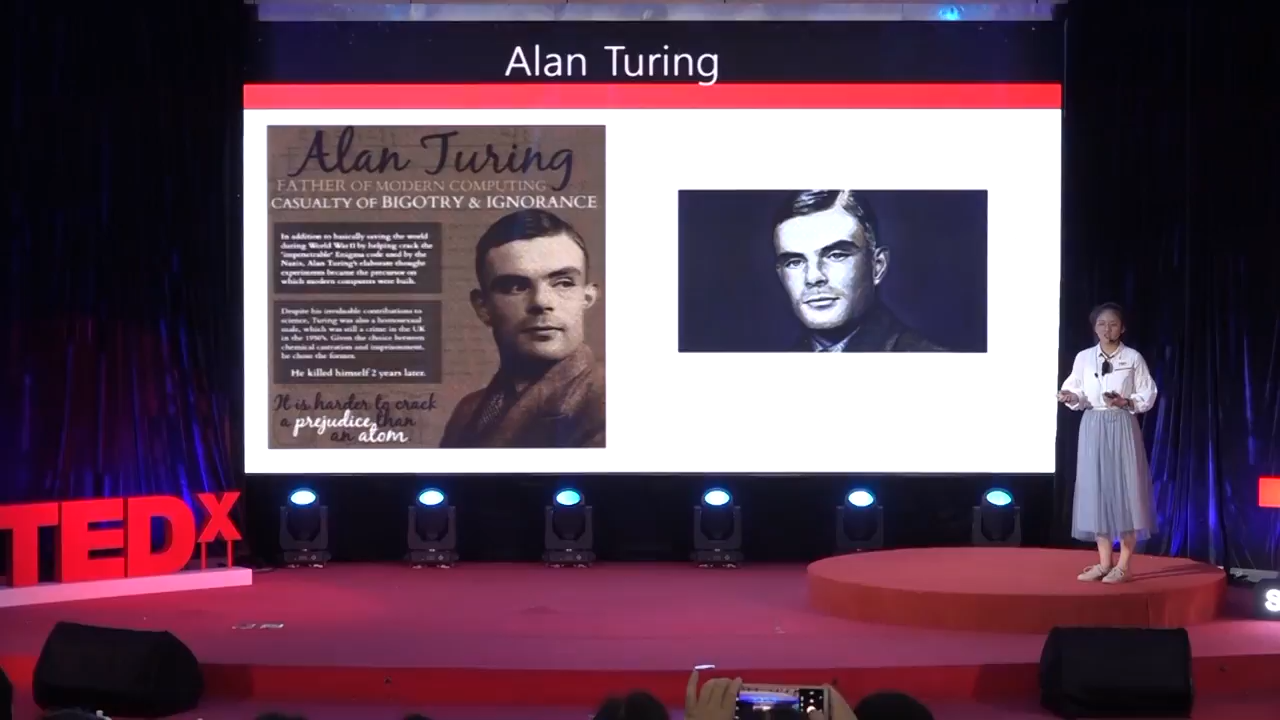 Alan Turing
Alan Turing
FATHER OF MODERN COMPUTING
CASUALTY OF BIGOTRY & IGNORANCE
In addition to basically saving the world
during World War II by helping crack the
'impenetrable' Enigma code used by the
Nazis, Alan Turing's elaborate thought
experiments became the precursor on
which modern computers were built.
Despite his invaluable contributions to
science, Turing was also a homosexual
male, which was still a crime in the UK
in the 1950's. Given the choice between
chemical castration and imprisonment,
he chose the former.
He killed himself 2 years later.
It is harder to crack
a prejudice than
an atom
TEDx
S